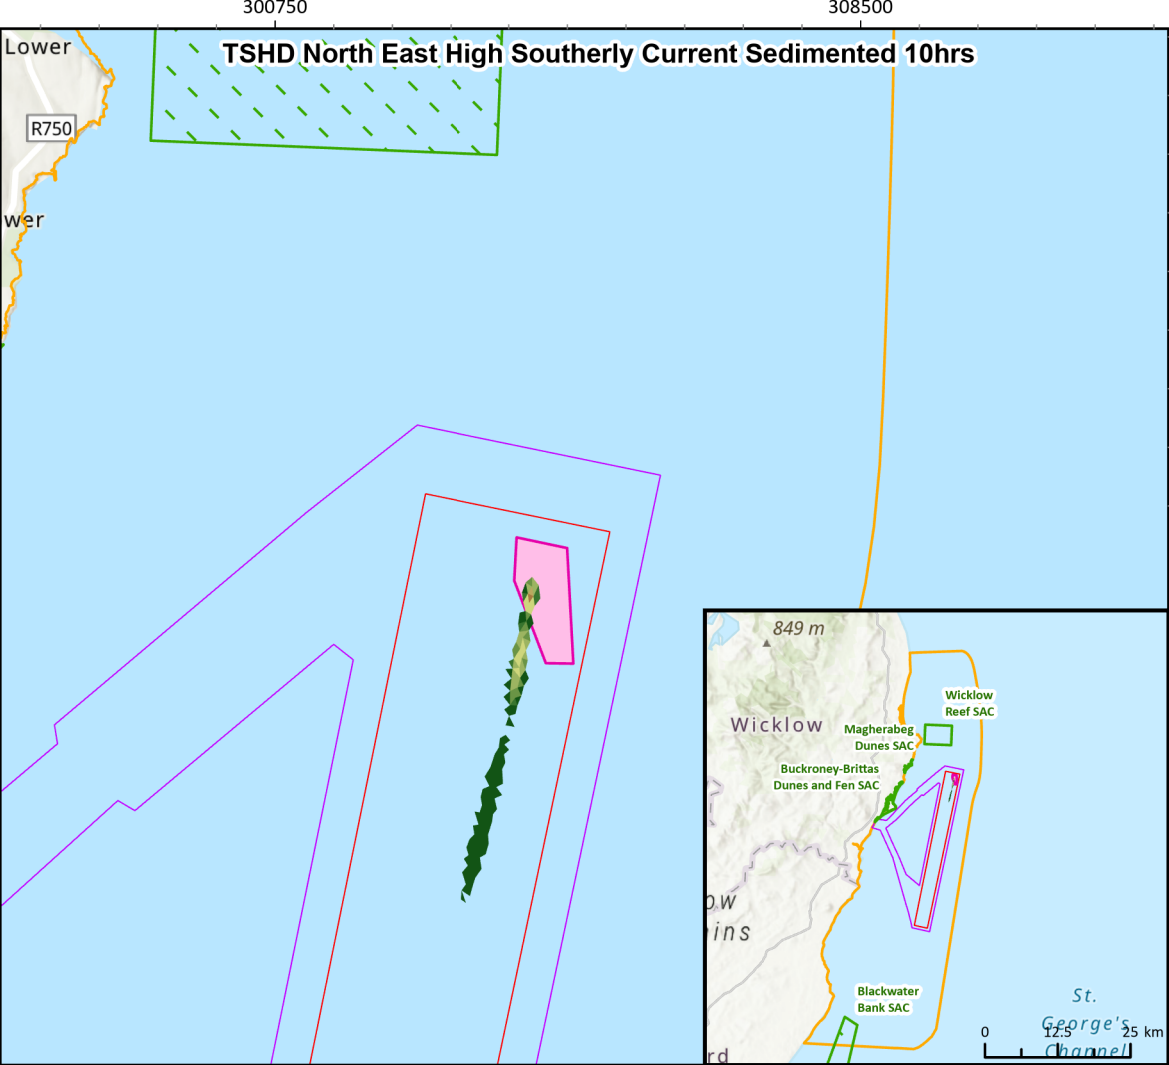 300750
308500
TSHD North East High Southerly Current Sedimented 10hrs
Lower
R750
wer
849 m
Wicklow
Wicklow
Reef SAC
Magherabeg
Dunes SAC
Buckroney-Brittas
Dunes and Fen SAC
ow
ins
Blackwater
Bank SAC
St.
George's
Channel
0
12.5
25 km
rd